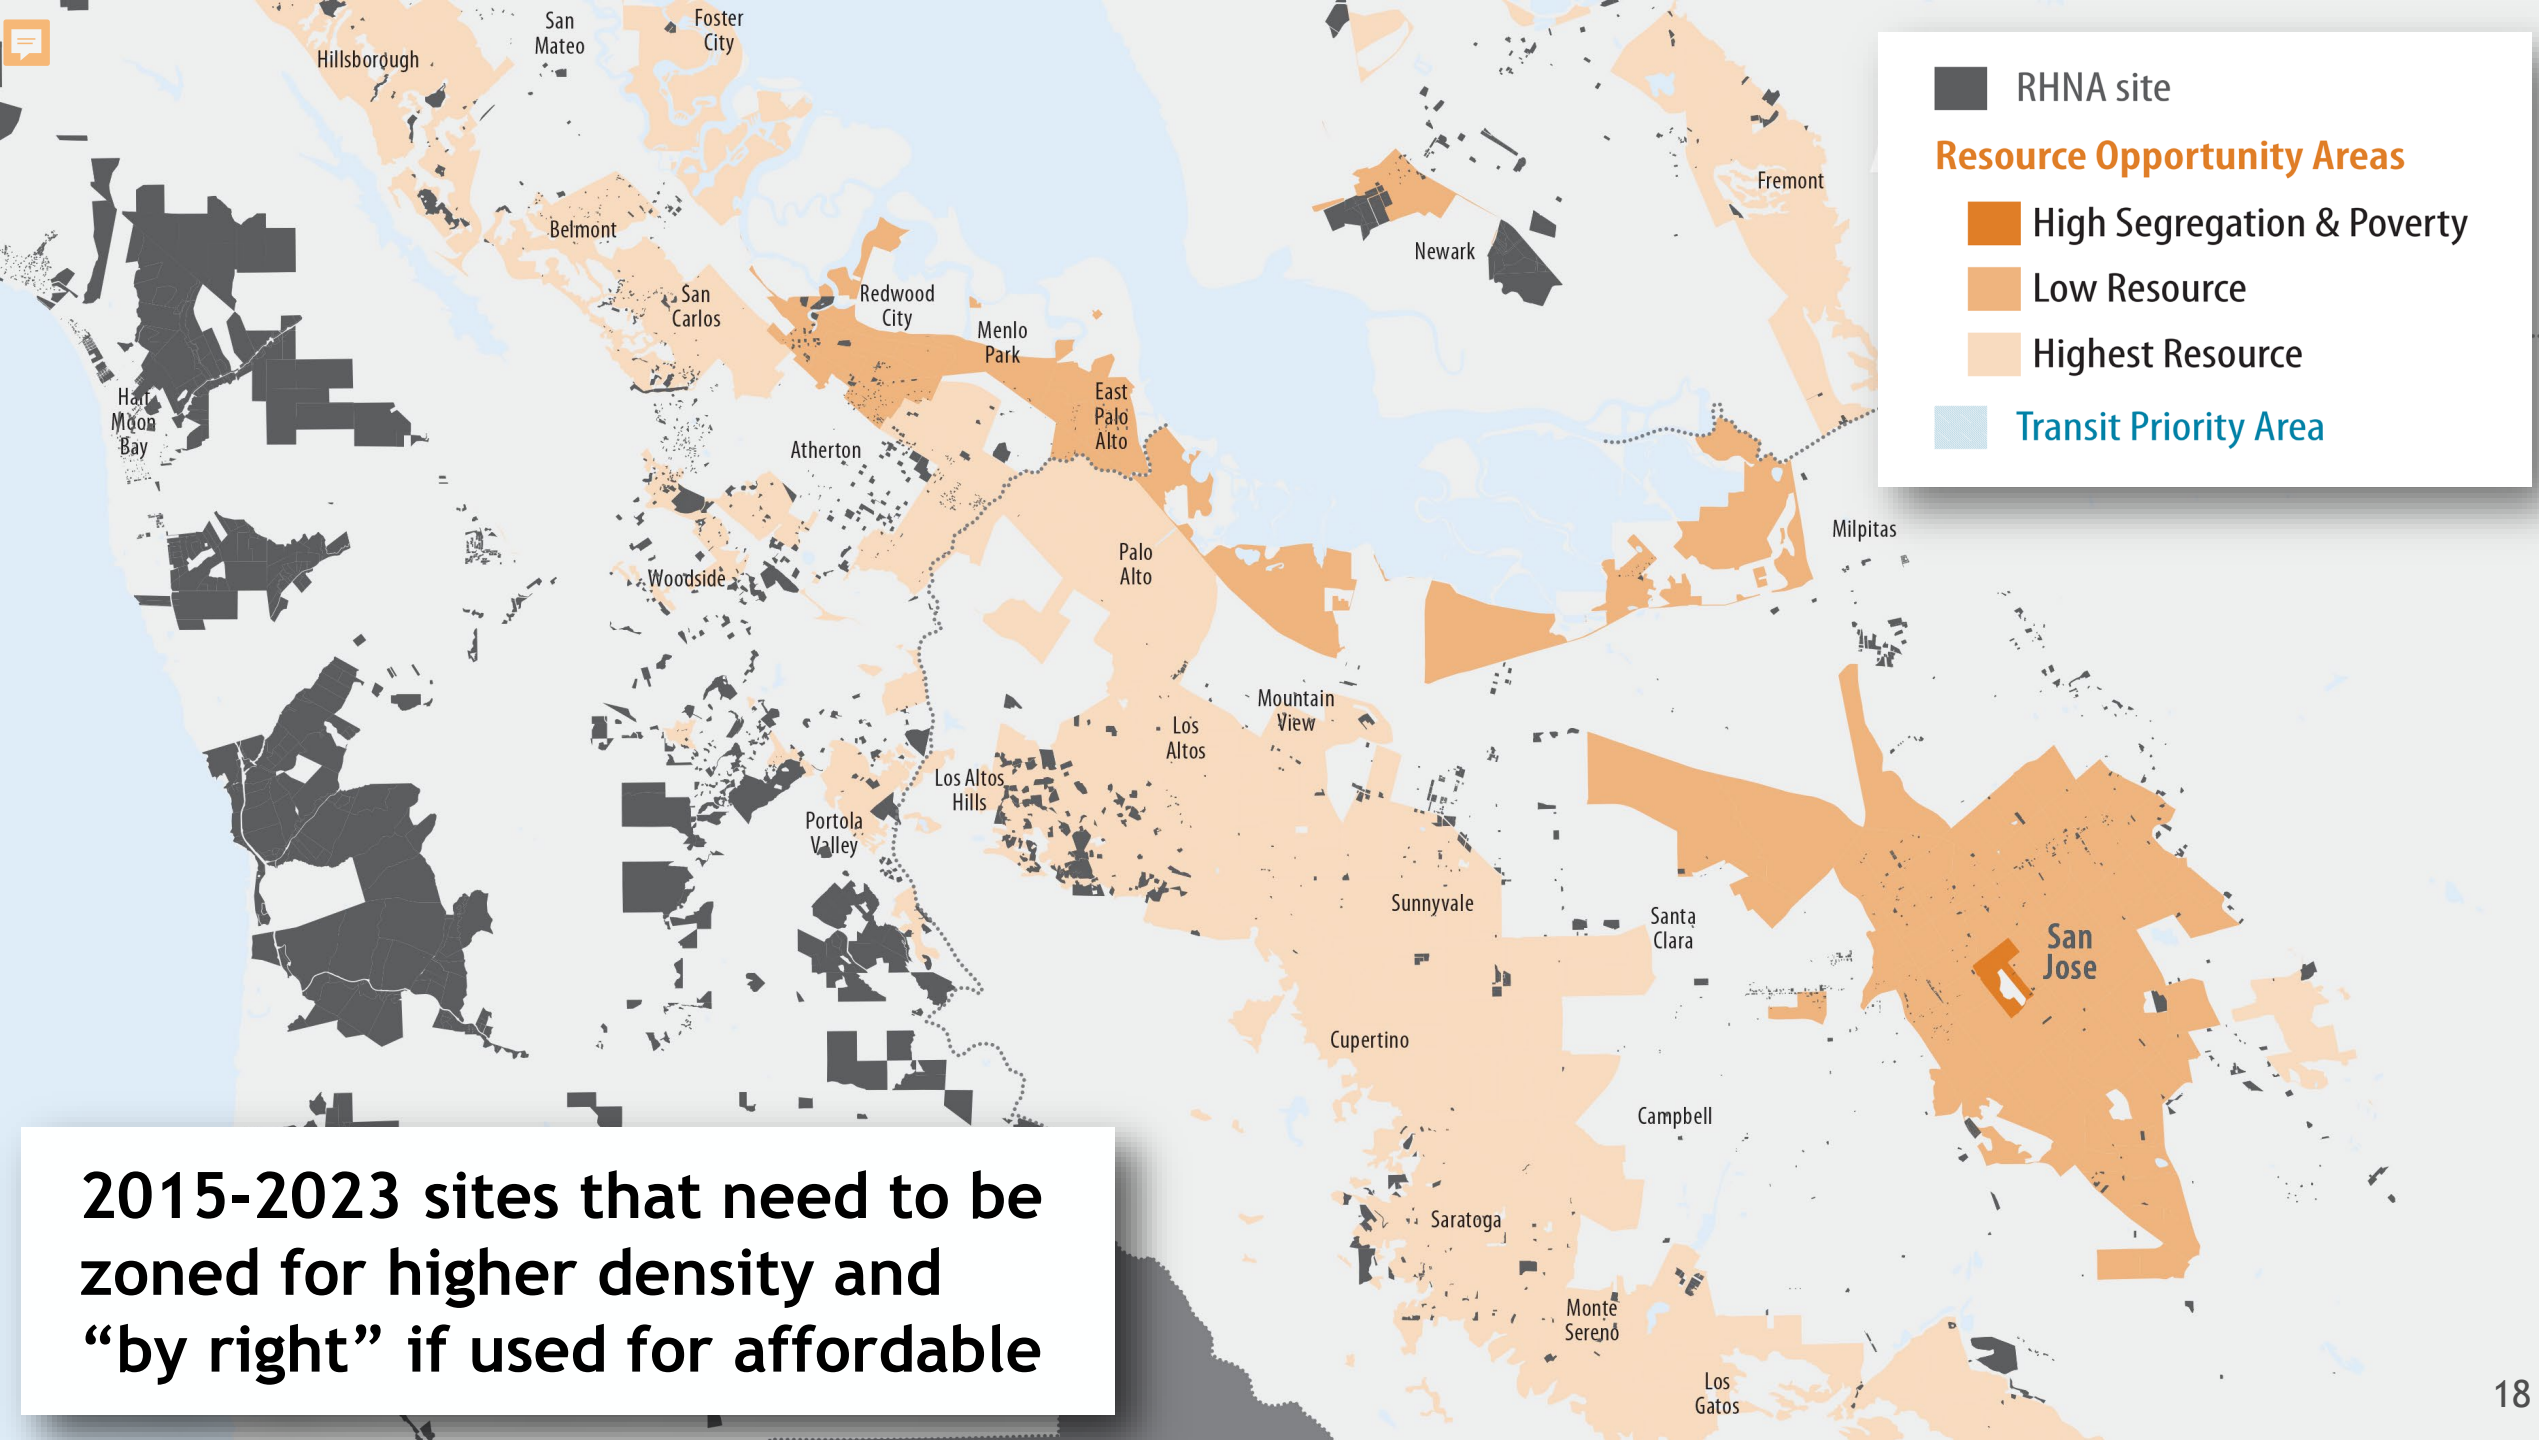 San
Mateo
Foster
City
Hillsborough
RHNA site
Resource Opportunity Areas
High Segregation & Poverty
Low Resource
Highest Resource
Transit Priority Area
Fremont
Belmont
Newark
San
Carlos
Redwood
City
Menlo
Park
Half
Moon
Bay
East
Palo
Alto
Atherton
Milpitas
Palo
Alto
Woodside
Mountain
View
Los
Altos
Los Altos
Hills
Portola
Valley
Sunnyvale
Santa
Clara
San
Jose
Cupertino
Campbell
Saratoga
Monte
Sereno
Los
Gatos
2015-2023 sites that need to be
zoned for higher density and
“by right” if used for affordable
18